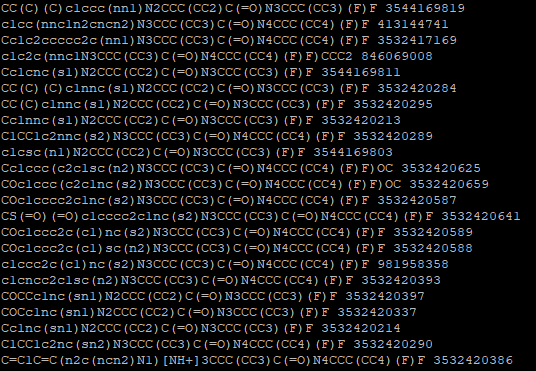 CC(C)(C)c1ccc(nn1)N2CCC(CC2)C(=O)N3CCC(CC3)(F)F 3544169819
c1cc(nnc1n2cncn2)N3CCC(CC3)C(=O)N4CCC(CC4)(F)F 413144741
Cc1c2ccccc2c(nn1)N3CCC(CC3)C(=O)N4CCC(CC4)(F)F 3532417169
c1c2c(nnc1N3CCC(CC3)C(=O)N4CCC(CC4)(F)F)CCC2 846069008
Cc1cnc(s1)N2CCC(CC2)C(=O)N3CCC(CC3)(F)F 3544169811
CC(C)(C)c1nnc(s1)N2CCC(CC2)C(=O)N3CCC(CC3)(F)F 3532420284
CC(C)c1nnc(s1)N2CCC(CC2)C(=O)N3CCC(CC3)(F)F 3532420295
Cc1nnc(s1)N2CCC(CC2)C(=O)N3CCC(CC3)(F)F 3532420213
C1CC1c2nnc(s2)N3CCC(CC3)C(=O)N4CCC(CC4)(F)F 3532420289
c1csc(n1)N2CCC(CC2)C(=O)N3CCC(CC3)(F)F 3544169803
Cc1ccc(c2c1sc(n2)N3CCC(CC3)C(=O)N4CCC(CC4)(F)F)OC 3532420625
COc1ccc(c2c1nc(s2)N3CCC(CC3)C(=O)N4CCC(CC4)(F)F)OC 3532420659
COc1cccc2c1nc(s2)N3CCC(CC3)C(=O)N4CCC(CC4)(F)F 3532420587
CS(=O)(=O)c1cccc2c1nc(s2)N3CCC(CC3)C(=O)N4CCC(CC4)(F)F 3532420641
COc1ccc2c(c1)nc(s2)N3CCC(CC3)C(=O)N4CCC(CC4)(F)F 3532420589
COc1ccc2c(c1)sc(n2)N3CCC(CC3)C(=O)N4CCC(CC4)(F)F 3532420588
c1ccc2c(c1)nc(s2)N3CCC(CC3)C(=O)N4CCC(CC4)(F)F 981958358
c1cncc2c1sc(n2)N3CCC(CC3)C(=O)N4CCC(CC4)(F)F 3532420393
COCCc1nc(sn1)N2CCC(CC2)C(=O)N3CCC(CC3)(F)F 3532420397
COCc1nc(sn1)N2CCC(CC2)C(=O)N3CCC(CC3)(F)F 3532420337
Cc1nc(sn1)N2CCC(CC2)C(=O)N3CCC(CC3)(F)F 3532420214
C1CC1c2nc(sn2)N3CCC(CC3)C(=O)N4CCC(CC4)(F)F 3532420290
C=C1C=C(n2c(ncn2)N1)[NH+]3CCC(CC3)C(=O)N4CCC(CC4)(F)F 3532420386